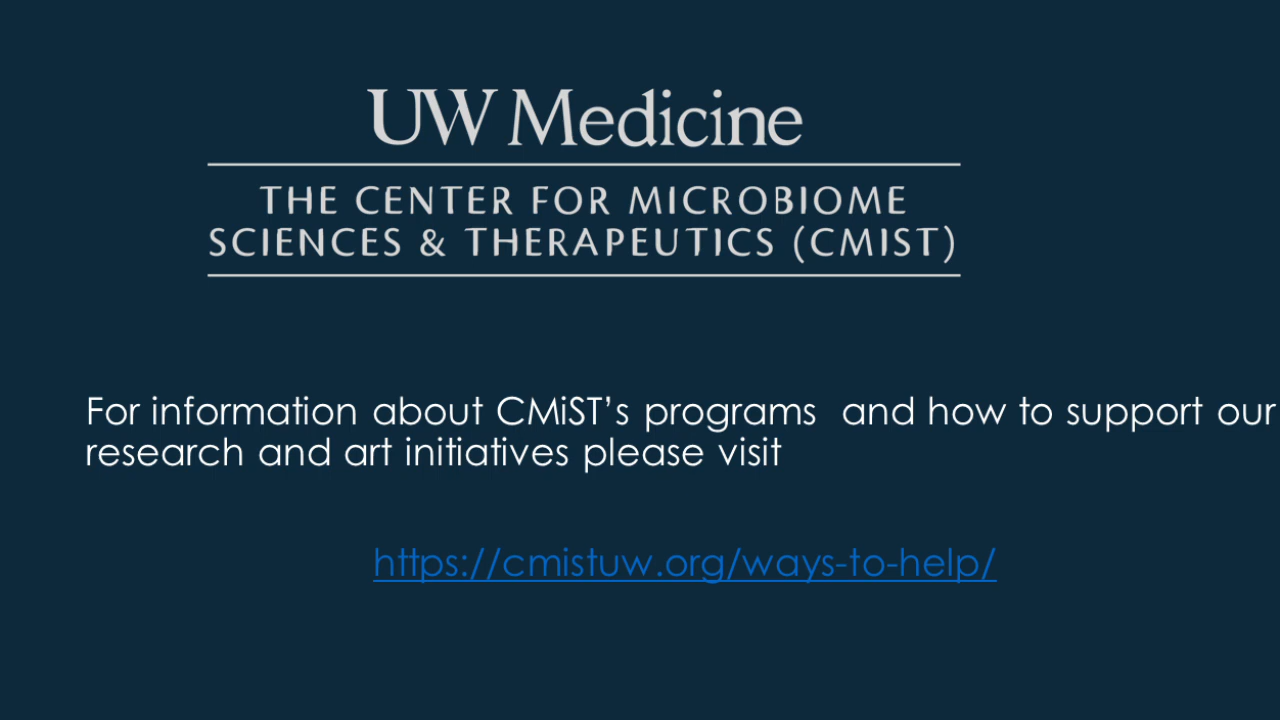 UW Medicine
THE CENTER FOR MICROBIOME
SCIENCES & THERAPEUTICS (CMIST)
For information about CMiST’s programs  and how to support our
research and art initiatives please visit
https://cmistuw.org/ways-to-help/